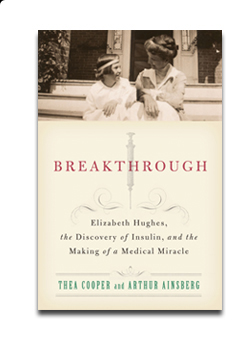 BREAKTHROUGH
Elizabeth Hughes,
the Discovery of Insulin, and the
Making of a Medical Miracle
THEA COOPER and ARTHUR AINSBERG